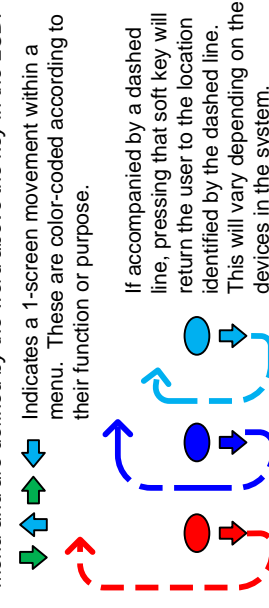 Indicates a 1-screen movement within a
menu. These are color-coded according to
their function or purpose.
If accompanied by a dashed
line, pressing that soft key will
return the user to the location
identified by the dashed line.
This will vary depending on the
devices in the system.